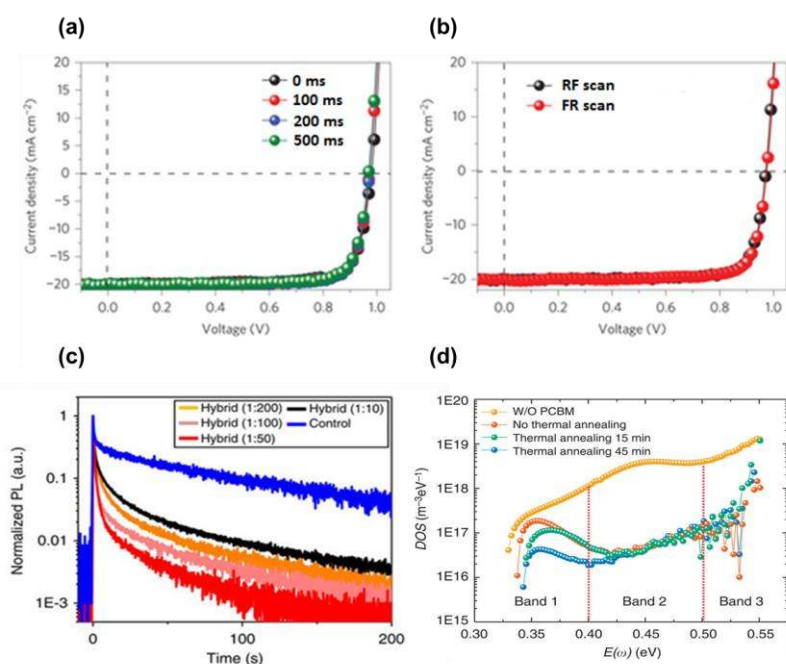 (a)
20
15
10
5
0
-5
-10
-15
-20
Current density (mA cm⁻²)
0 ms
100 ms
200 ms
500 ms
0.0 0.2 0.4 0.6 0.8 1.0
Voltage (V)
(b)
20
15
10
5
0
-5
-10
-15
-20
Current density (mA cm⁻²)
RF scan
FR scan
0.0 0.2 0.4 0.6 0.8 1.0
Voltage (V)
(c)
1
0.1
0.01
1E-3
Normalized PL (a.u.)
Hybrid (1:200) Hybrid (1:10)
Hybrid (1:100) Control
Hybrid (1:50)
0 100 200
Time (s)
(d)
1E20
1E19
1E18
1E17
1E16
1E15
DOS (m⁻³eV⁻¹)
W/O PCBM
No thermal annealing
Thermal annealing 15 min
Thermal annealing 45 min
Band 1 Band 2 Band 3
0.30 0.35 0.40 0.45 0.50 0.55
E(ω) (eV)